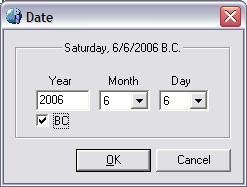 Date
Saturday, 6/6/2006 B.C.
Year Month Day
2006 6 6
BC
OK Cancel